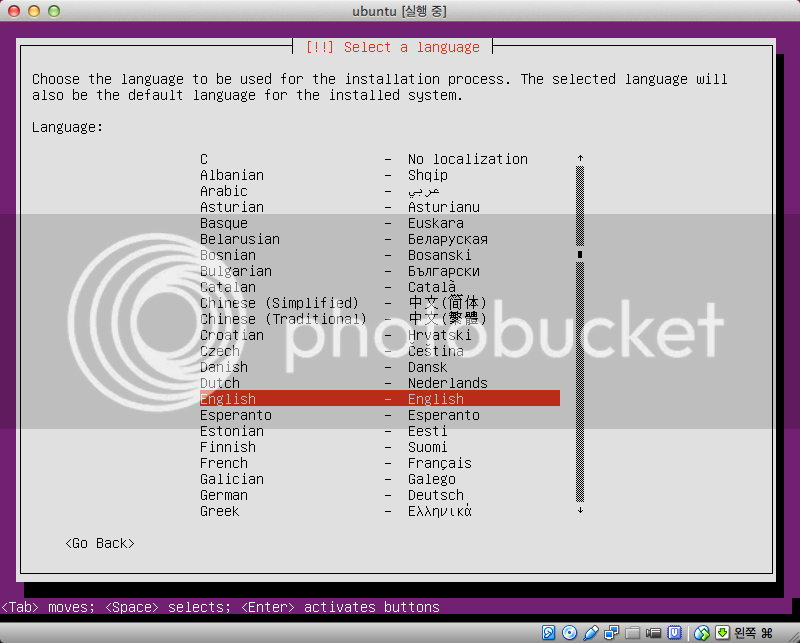 ubuntu [실행 중]
[!!] Select a language
Choose the language to be used for the installation process. The selected language will
also be the default language for the installed system.
Language:
C - No localization
Albanian - Shqip
Arabic - عربي
Asturian - Asturianu
Basque - Euskara
Belarusian - Беларуская
Bosnian - Bosanski
Bulgarian - Български
Catalan - Català
Chinese (Simplified) - 中文(简体)
Chinese (Traditional) - 中文(繁體)
Croatian - Hrvatski
Czech - Čeština
Danish - Dansk
Dutch - Nederlands
English - English
Esperanto - Esperanto
Estonian - Eesti
Finnish - Suomi
French - Français
Galician - Galego
German - Deutsch
Greek - Ελληνικά
<Go Back>
<Tab> moves; <Space> selects; <Enter> activates buttons
왼쪽 ⌘
photobucket